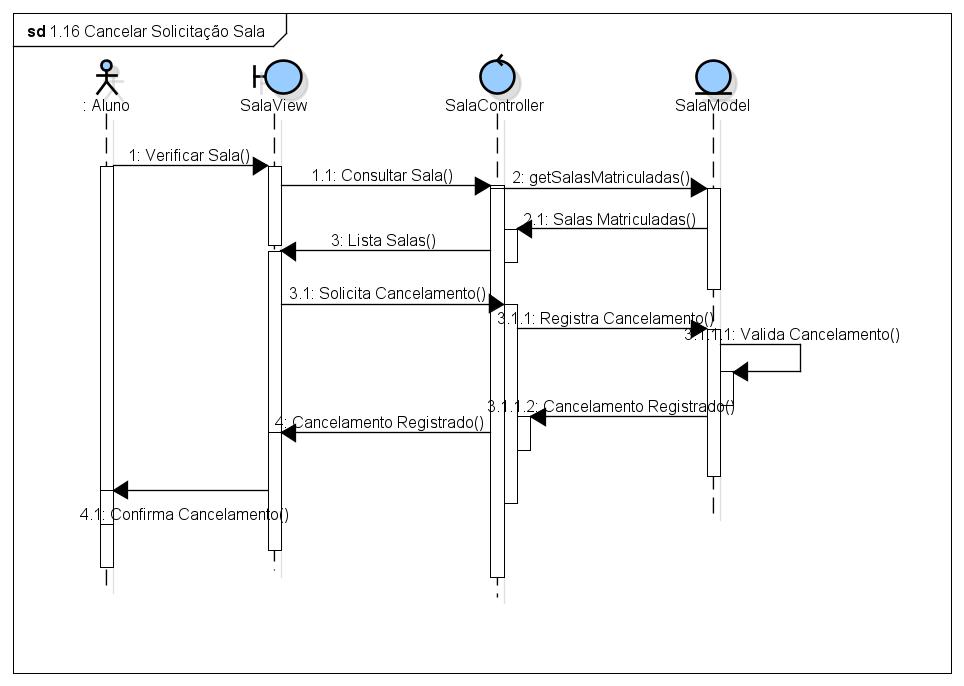 sd 1.16 Cancelar Solicitação Sala
: Aluno
SalaView
SalaController
SalaModel
1: Verificar Sala()
1.1: Consultar Sala()
2: getSalasMatriculadas()
2.1: Salas Matriculadas()
3: Lista Salas()
3.1: Solicita Cancelamento()
3.1.1: Registra Cancelamento()
3.1.1.1: Valida Cancelamento()
3.1.1.2: Cancelamento Registrado()
4: Cancelamento Registrado()
4.1: Confirma Cancelamento()